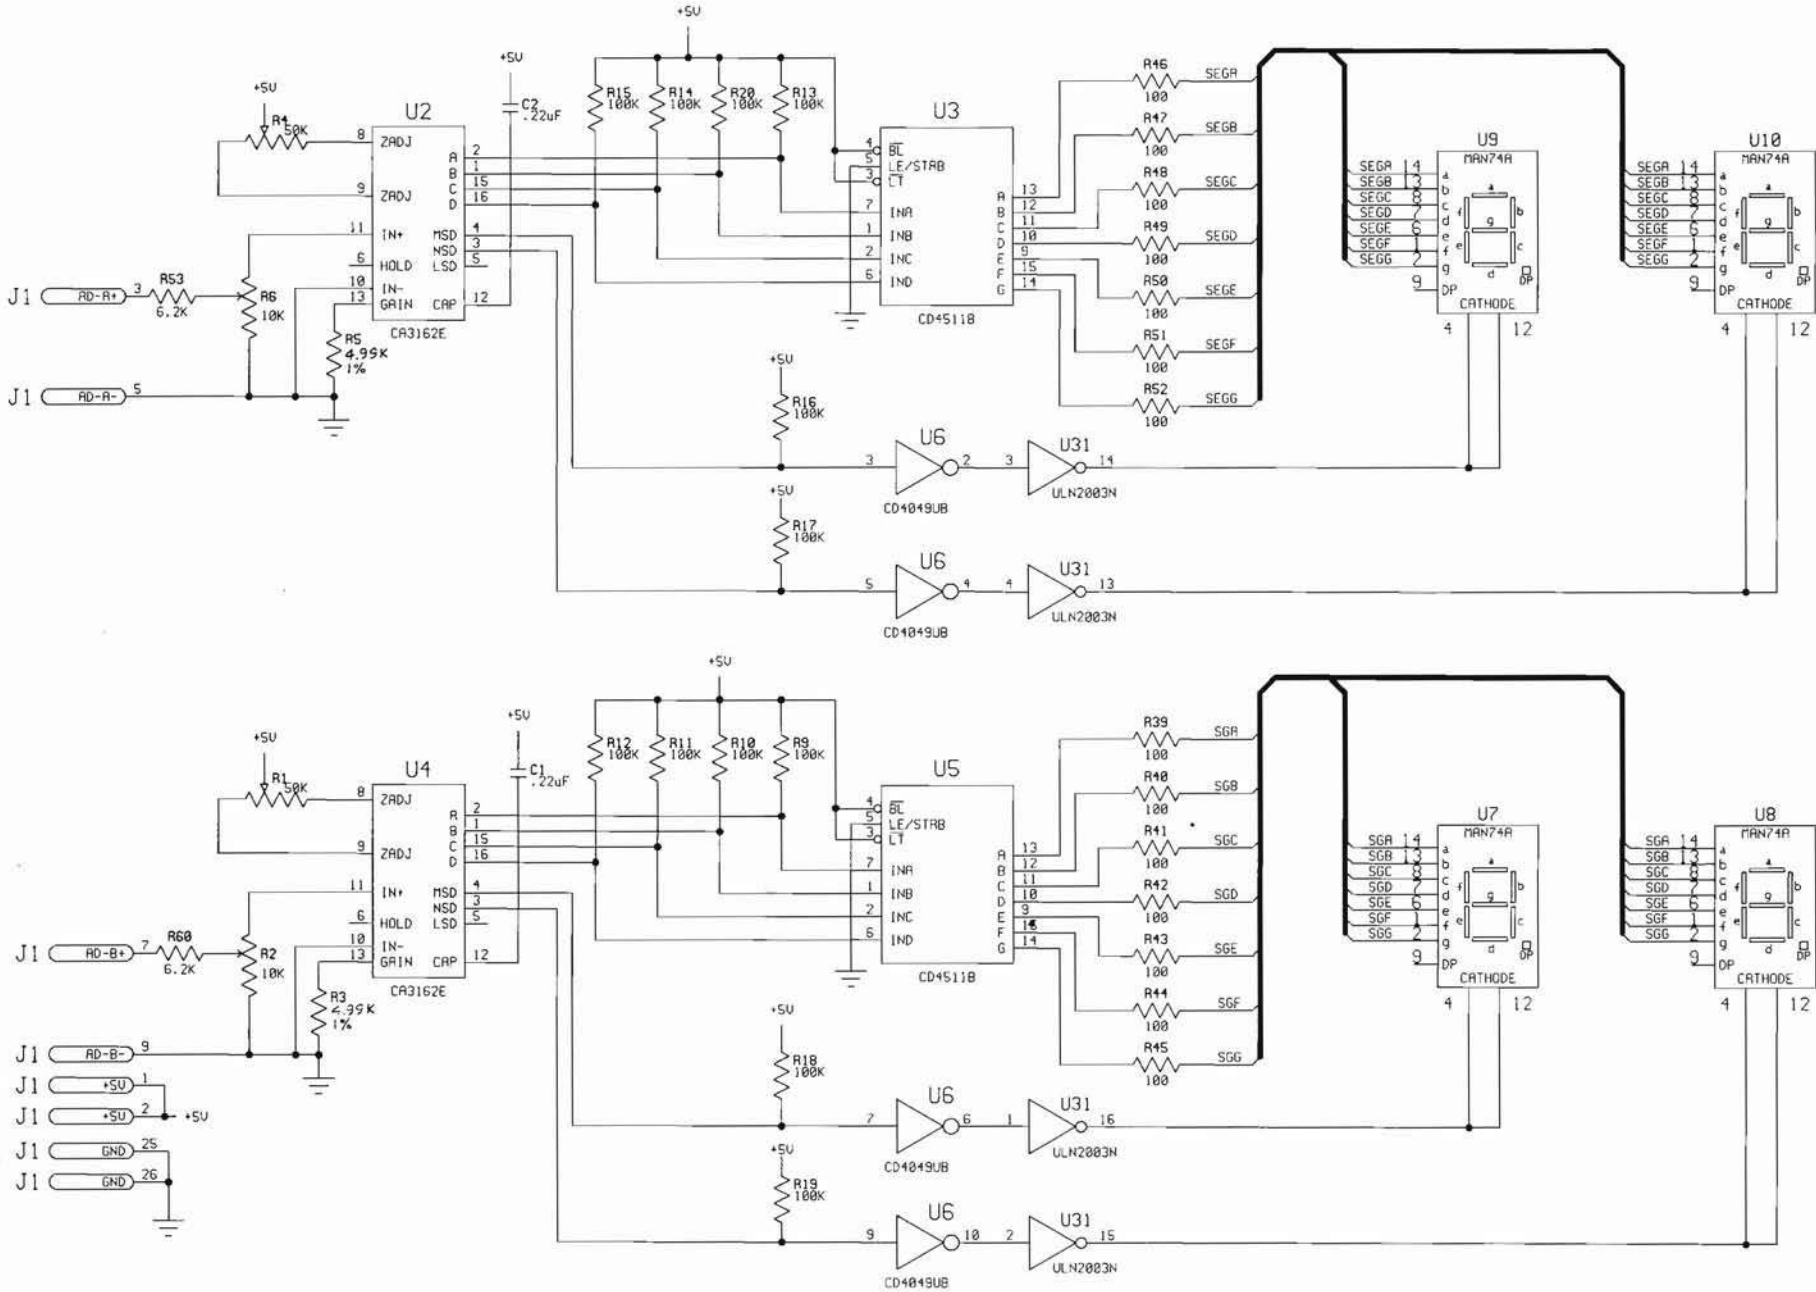 +5V
+5V
+5V
R4
50K
U2
8 ZADJ
9 ZADJ
11 IN+
6 HOLD
10 IN-
13 GAIN
A 2
B 1
C 15
D 16
MSD 4
NSD 3
LSD 5
CAP 12
CA3162E
C2
.22uF
R15
100K
R14
100K
R20
100K
R13
100K
J1 AD-A+ 3
R53
6.2K
R6
10K
R5
4.99K
1%
J1 AD-A- 5
U3
4 BL
5 LE/STRB
3 LT
7 INA
1 INB
2 INC
6 IND
A 13
B 12
C 11
D 10
E 9
F 15
G 14
CD4511B
R46
100
SEGA
R47
100
SEGB
R48
100
SEGC
R49
100
SEGD
R50
100
SEGE
R51
100
SEGF
R52
100
SEGG
U9
MAN74A
SEGA 14 a
SEGB 13 b
SEGC 8 c
SEGD 7 d
SEGE 6 e
SEGF 1 f
SEGG 2 g
9 DP
a
f b
g
e c
d
DP
CATHODE
4 12
U10
MAN74A
SEGA 14 a
SEGB 13 b
SEGC 8 c
SEGD 7 d
SEGE 6 e
SEGF 1 f
SEGG 2 g
9 DP
a
f b
g
e c
d
DP
CATHODE
4 12
+5V
R16
100K
3 U6 2
CD4049UB
3 U31 14
ULN2003N
+5V
R17
100K
5 U6 4
CD4049UB
4 U31 13
ULN2003N
+5V
+5V
+5V
R1
50K
U4
8 ZADJ
9 ZADJ
11 IN+
6 HOLD
10 IN-
13 GAIN
A 2
B 1
C 15
D 16
MSD 4
NSD 3
LSD 5
CAP 12
CA3162E
C1
.22uF
R12
100K
R11
100K
R10
100K
R9
100K
J1 AD-B+ 7
R60
6.2K
R2
10K
R3
4.99K
1%
J1 AD-B- 9
J1 +5V 1
J1 +5V 2 +5V
J1 GND 25
J1 GND 26
U5
4 BL
5 LE/STRB
3 LT
7 INA
1 INB
2 INC
6 IND
A 13
B 12
C 11
D 10
E 9
F 15
G 14
CD4511B
R39
100
SGA
R40
100
SGB
R41
100
SGC
R42
100
SGD
R43
100
SGE
R44
100
SGF
R45
100
SGG
U7
MAN74A
SGA 14 a
SGB 13 b
SGC 8 c
SGD 7 d
SGE 6 e
SGF 1 f
SGG 2 g
9 DP
a
f b
g
e c
d
DP
CATHODE
4 12
U8
MAN74A
SGA 14 a
SGB 13 b
SGC 8 c
SGD 7 d
SGE 6 e
SGF 1 f
SGG 2 g
9 DP
a
f b
g
e c
d
DP
CATHODE
4 12
+5V
R18
100K
7 U6 6
CD4049UB
1 U31 16
ULN2003N
+5V
R19
100K
9 U6 10
CD4049UB
2 U31 15
ULN2003N